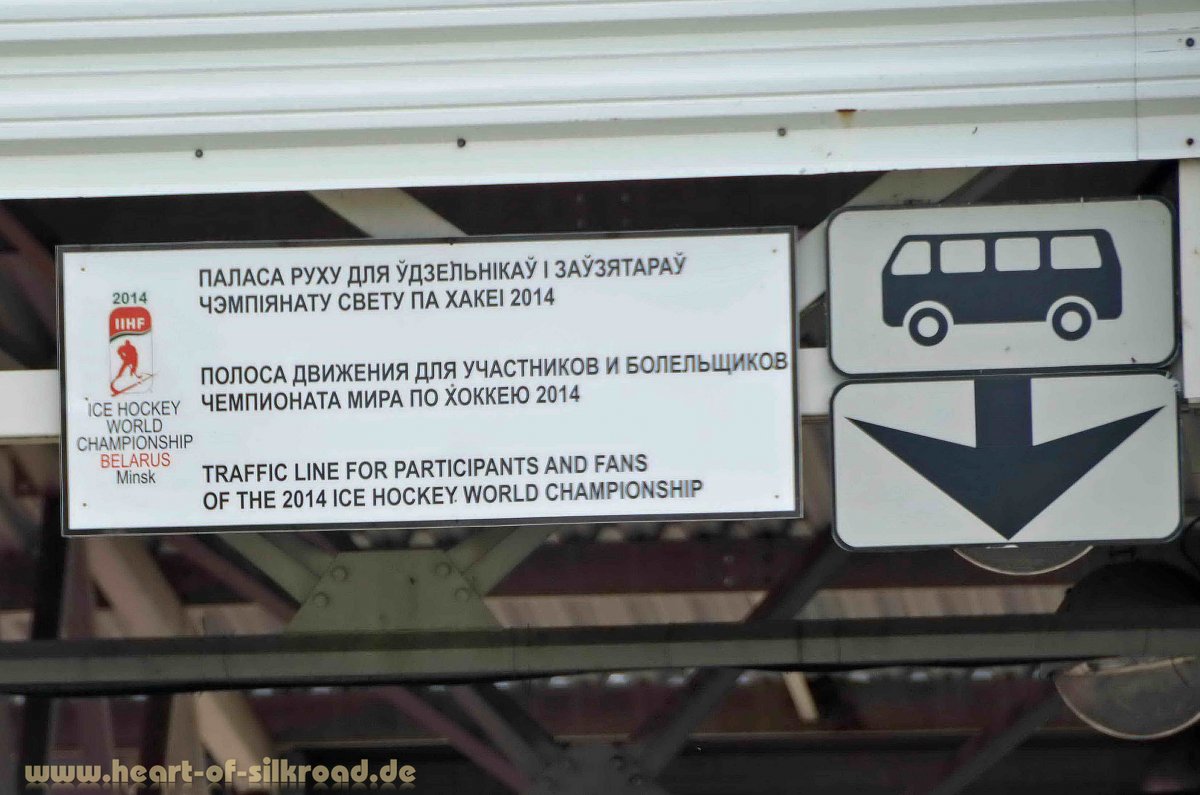 2014
IIHF
ICE HOCKEY
WORLD
CHAMPIONSHIP
BELARUS
Minsk
ПАЛАСА РУХУ ДЛЯ ЎДЗЕЛЬНІКАЎ І ЗАЎЗЯТАРАЎ
ЧЭМПІЯНАТУ СВЕТУ ПА ХАКЕІ 2014
ПОЛОСА ДВИЖЕНИЯ ДЛЯ УЧАСТНИКОВ И БОЛЕЛЬЩИКОВ
ЧЕМПИОНАТА МИРА ПО ХОККЕЮ 2014
TRAFFIC LINE FOR PARTICIPANTS AND FANS
OF THE 2014 ICE HOCKEY WORLD CHAMPIONSHIP
www.heart-of-silkroad.de